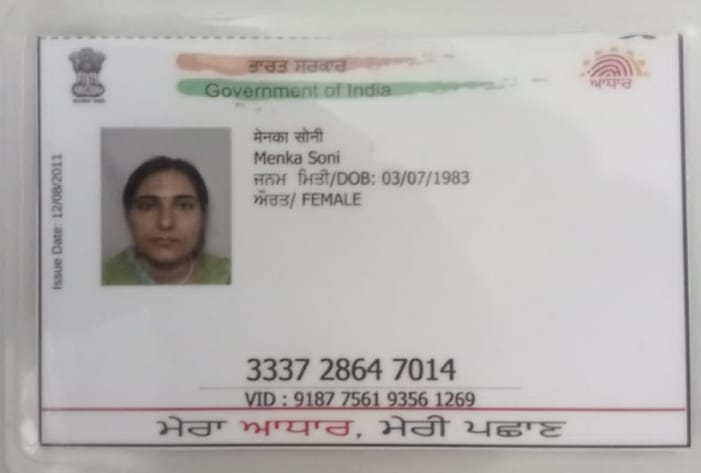 ਭਾਰਤ ਸਰਕਾਰ
Government of India
ਆਧਾਰ
ਮੇਨਕਾ ਸੋਨੀ
Menka Soni
ਜਨਮ ਮਿਤੀ/DOB: 03/07/1983
ਔਰਤ/ FEMALE
Issue Date: 12/08/2011
3337 2864 7014
VID : 9187 7561 9356 1269
ਮੇਰਾ ਆਧਾਰ, ਮੇਰੀ ਪਛਾਣ